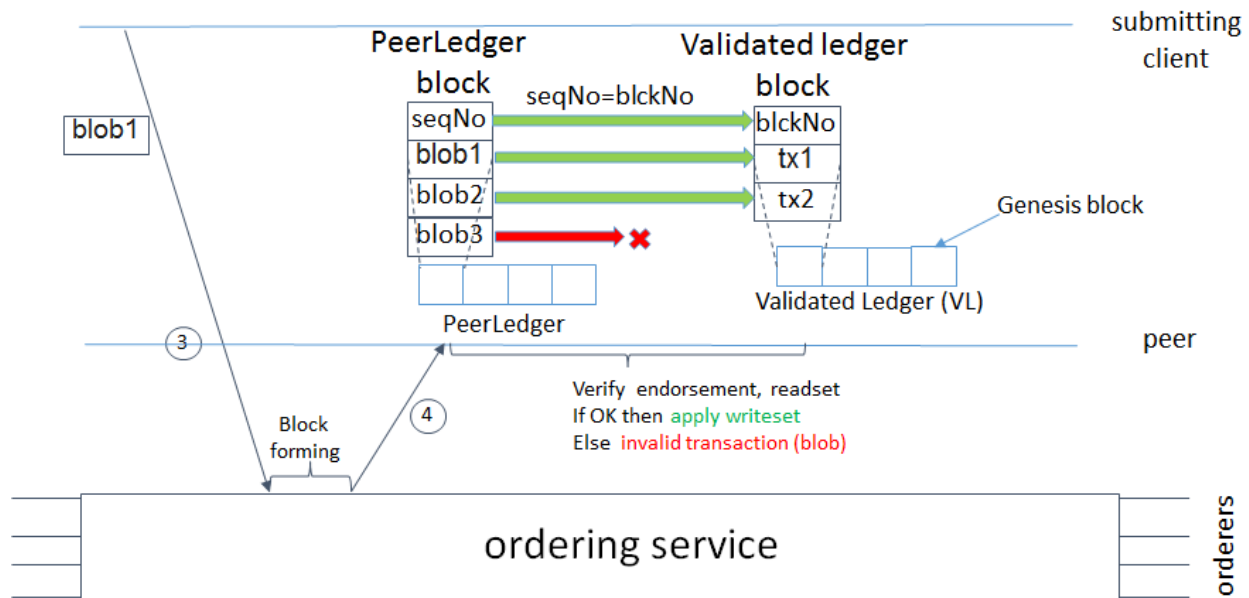 submitting
client
PeerLedger
block
Validated ledger
block
seqNo=blckNo
seqNo
blckNo
blob1
blob1
tx1
blob2
tx2
blob3
Genesis block
PeerLedger
Validated Ledger (VL)
3
peer
Verify endorsement, readset
If OK then apply writeset
Else invalid transaction (blob)
4
Block
forming
ordering service
orderers